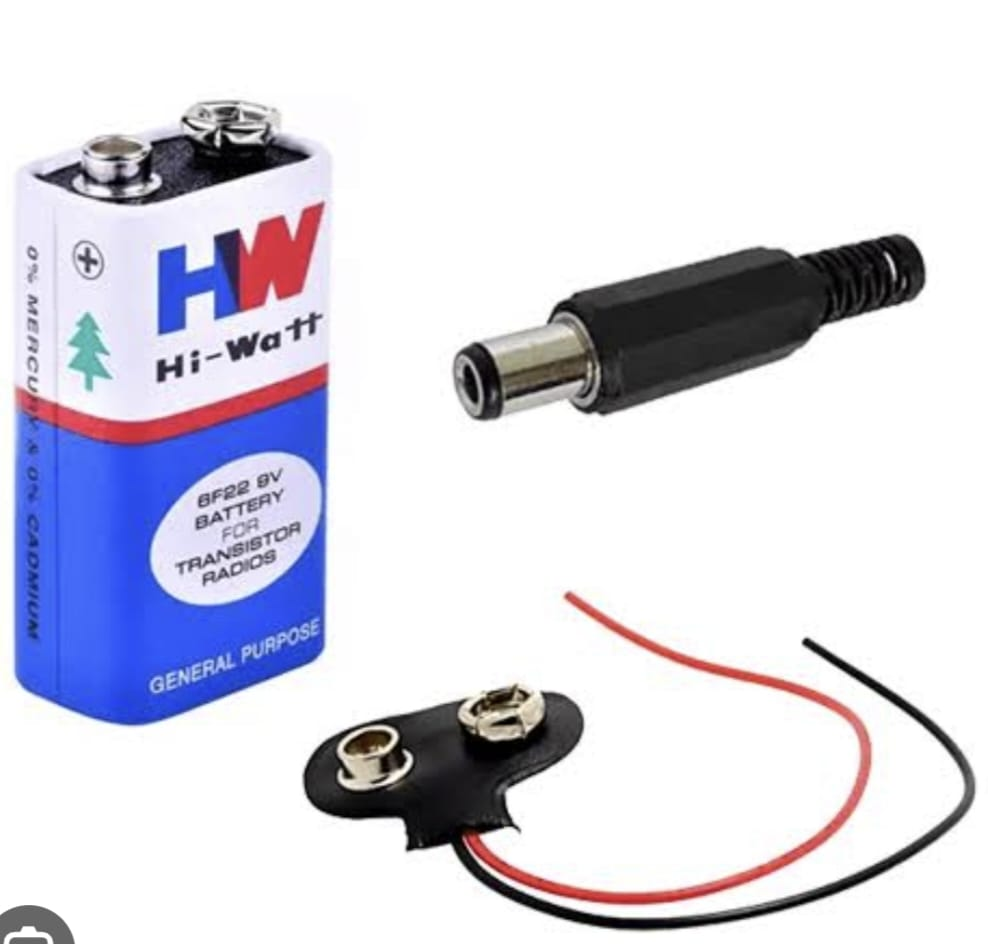 HW
Hi-Watt
6F22 9V
BATTERY
FOR
TRANSISTOR
RADIOS
GENERAL PURPOSE
0% MERCURY & 0% CADMIUM